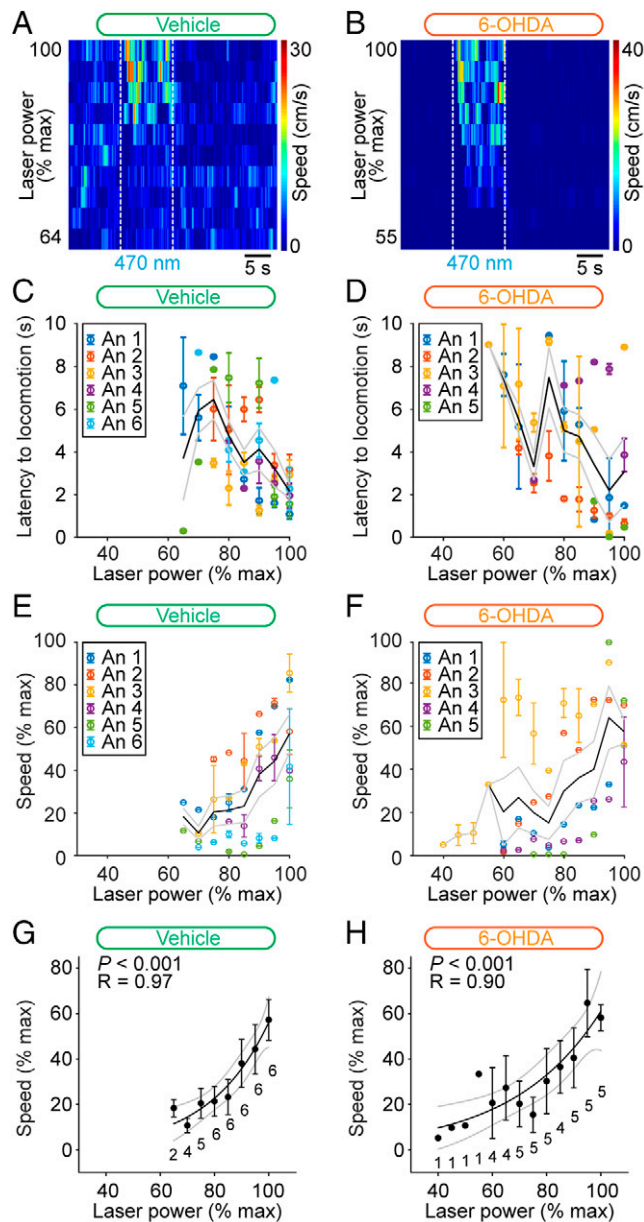 A
Vehicle
100
64
Laser power
(% max)
470 nm
5 s
30
0
Speed (cm/s)
B
6-OHDA
100
55
Laser power
(% max)
470 nm
5 s
40
0
Speed (cm/s)
C
Vehicle
Latency to locomotion (s)
10
8
6
4
2
0
An 1
An 2
An 3
An 4
An 5
An 6
40 60 80 100
Laser power (% max)
D
6-OHDA
Latency to locomotion (s)
10
8
6
4
2
0
An 1
An 2
An 3
An 4
An 5
40 60 80 100
Laser power (% max)
E
Vehicle
Speed (% max)
100
80
60
40
20
0
An 1
An 2
An 3
An 4
An 5
An 6
40 60 80 100
Laser power (% max)
F
6-OHDA
Speed (% max)
100
80
60
40
20
0
An 1
An 2
An 3
An 4
An 5
40 60 80 100
Laser power (% max)
G
Vehicle
P < 0.001
R = 0.97
Speed (% max)
80
60
40
20
0
2 4 5 6 6 6 6 6
40 60 80 100
Laser power (% max)
H
6-OHDA
P < 0.001
R = 0.90
Speed (% max)
80
60
40
20
0
1 1 1 1 4 4 5 5 5 4 5 5 5
40 60 80 100
Laser power (% max)